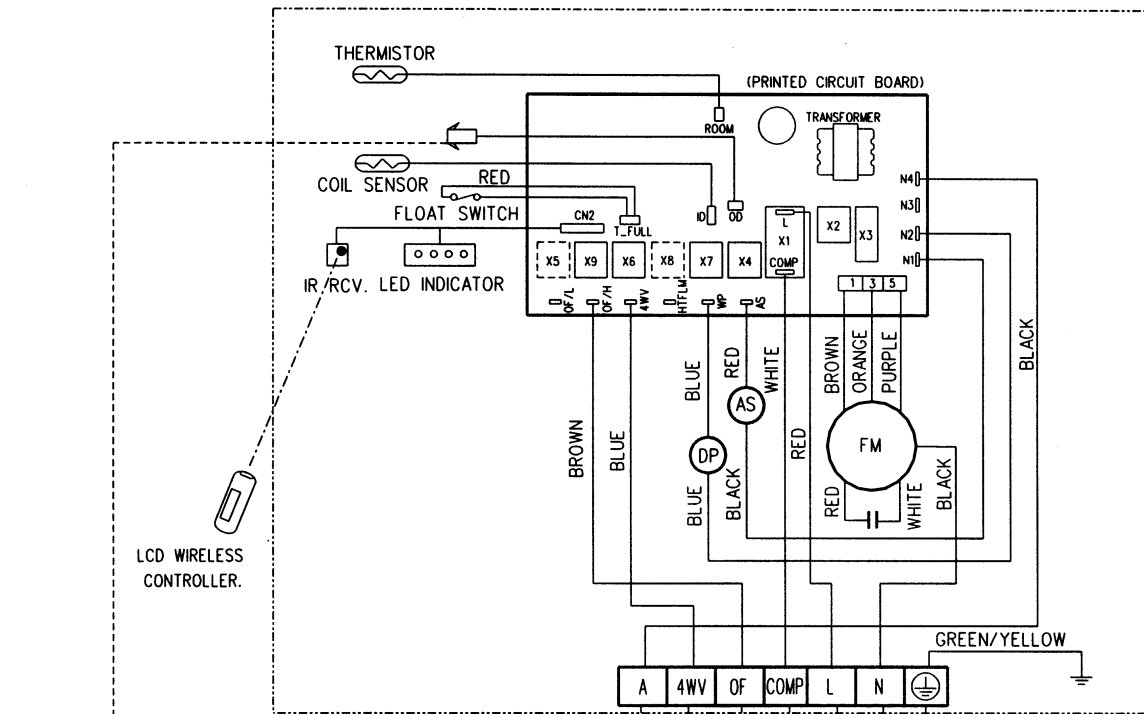 THERMISTOR
(PRINTED CIRCUIT BOARD)
ROOM
TRANSFORMER
COIL SENSOR
RED
FLOAT SWITCH
CN2
T_FULL
ID
OD
L
X1
COMP
X2
X3
N4
N3
N2
N1
X5
X9
X6
X8
X7
X4
1 3 5
IR RCV.
LED INDICATOR
OF/L
OF/H
4WV
HTFLM
WP
AS
BROWN
BLUE
BLUE
RED
WHITE
BROWN
ORANGE
PURPLE
BLACK
AS
DP
FM
RED
BLUE
BLACK
RED
WHITE
BLACK
LCD WIRELESS
CONTROLLER.
GREEN/YELLOW
A 4WV OF COMP L N